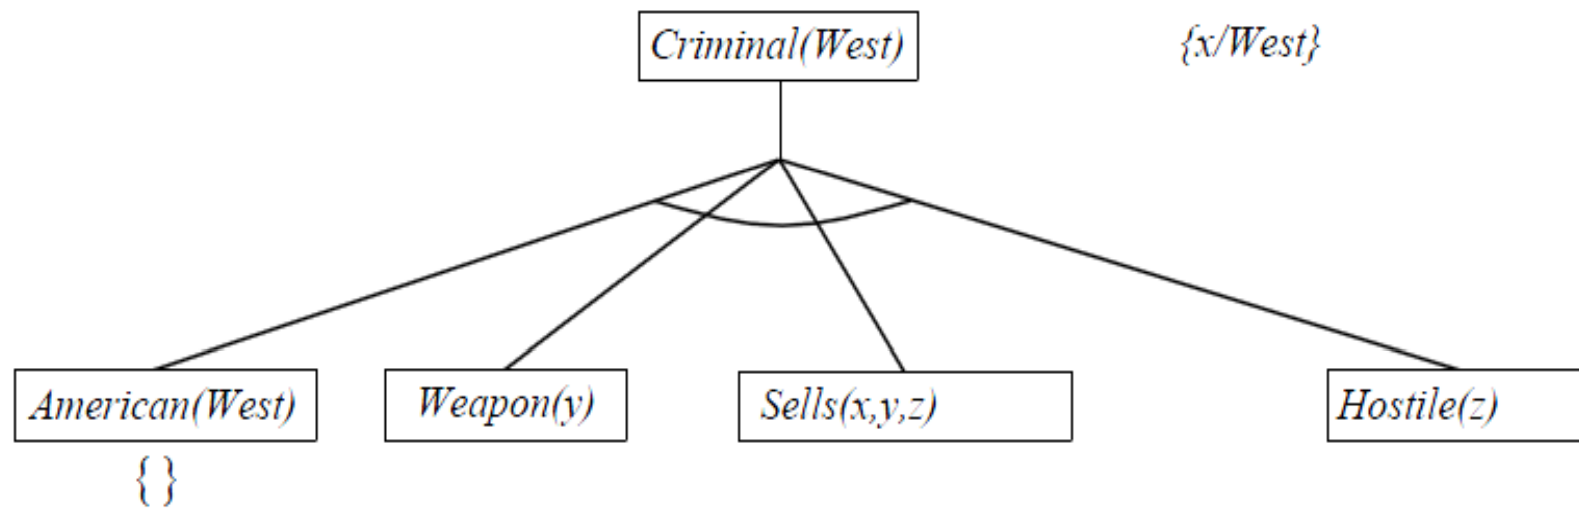 Criminal(West)
{x/West}
American(West)
Weapon(y)
Sells(x,y,z)
Hostile(z)
{ }